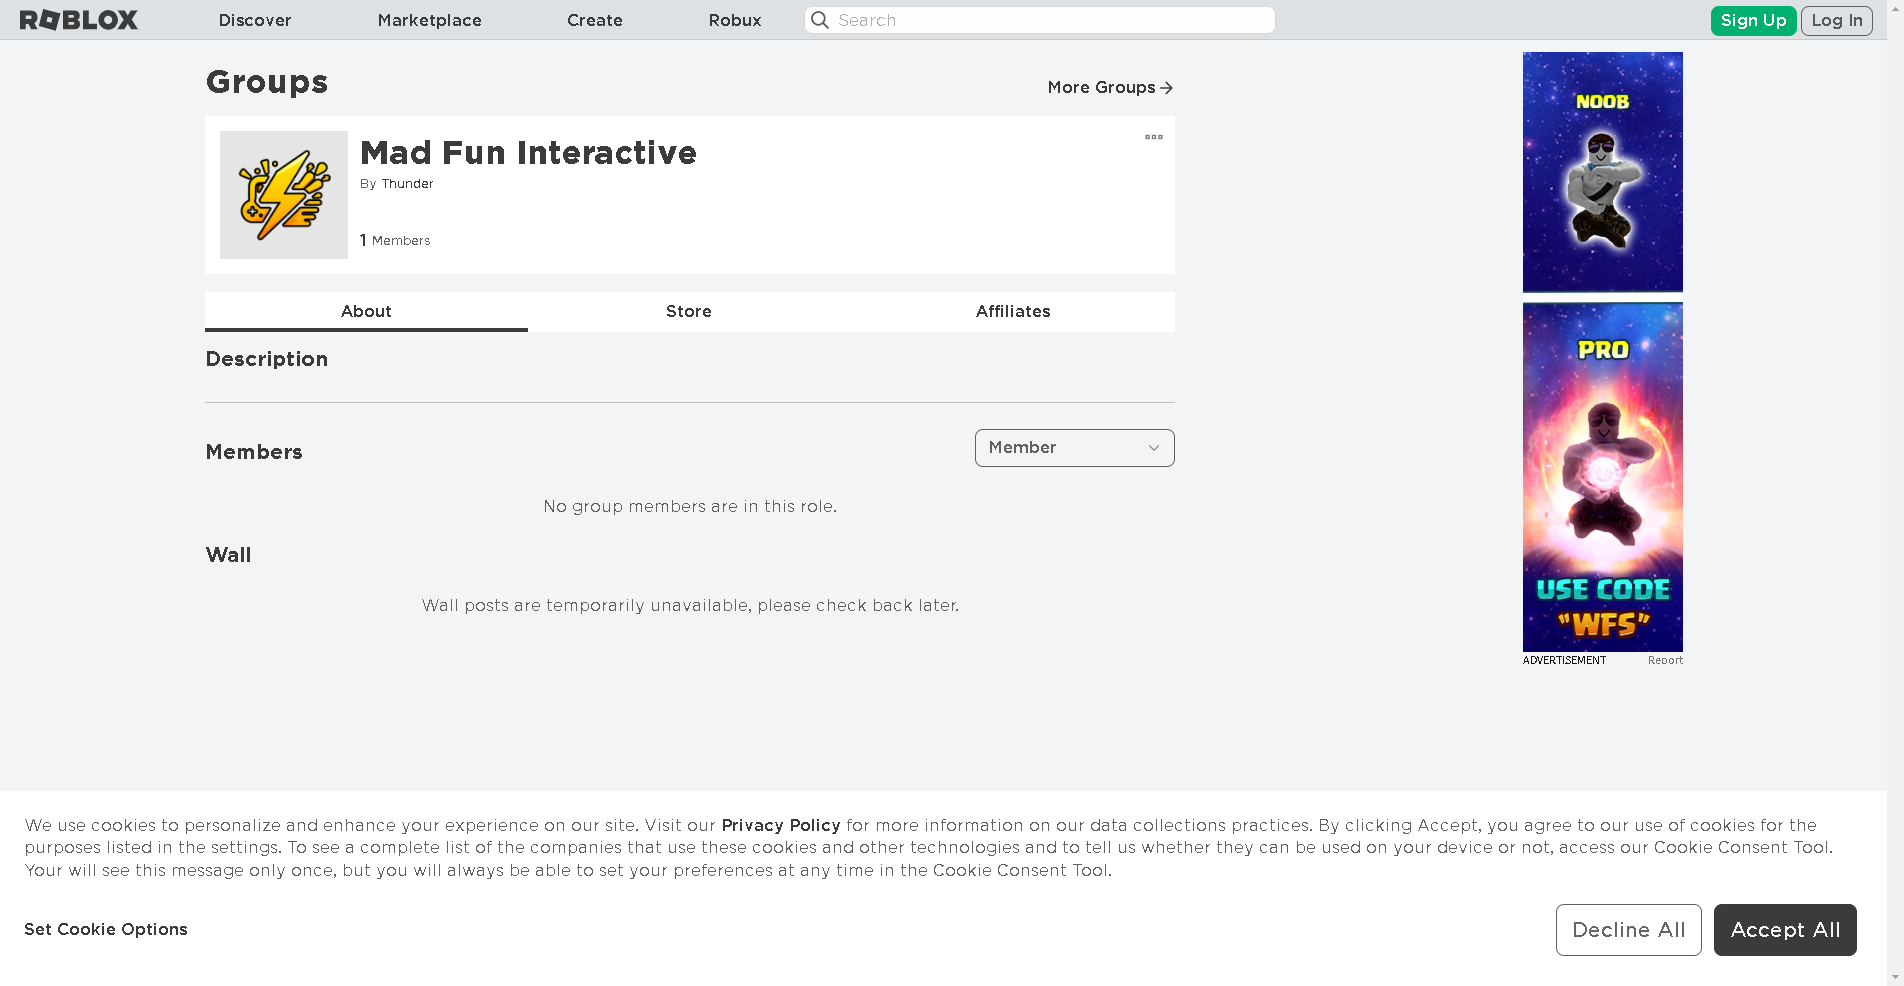 ROBLOX Discover Marketplace Create Robux Search Sign Up Log In
Groups
More Groups
Mad Fun Interactive
By Thunder
1 Members
About Store Affiliates
Description
Members
Member
No group members are in this role.
Wall
Wall posts are temporarily unavailable, please check back later.
NOOB
PRO
USE CODE
"WFS"
ADVERTISEMENT Report
We use cookies to personalize and enhance your experience on our site. Visit our Privacy Policy for more information on our data collections practices. By clicking Accept, you agree to our use of cookies for the
purposes listed in the settings. To see a complete list of the companies that use these cookies and other technologies and to tell us whether they can be used on your device or not, access our Cookie Consent Tool.
Your will see this message only once, but you will always be able to set your preferences at any time in the Cookie Consent Tool.
Set Cookie Options
Decline All Accept All